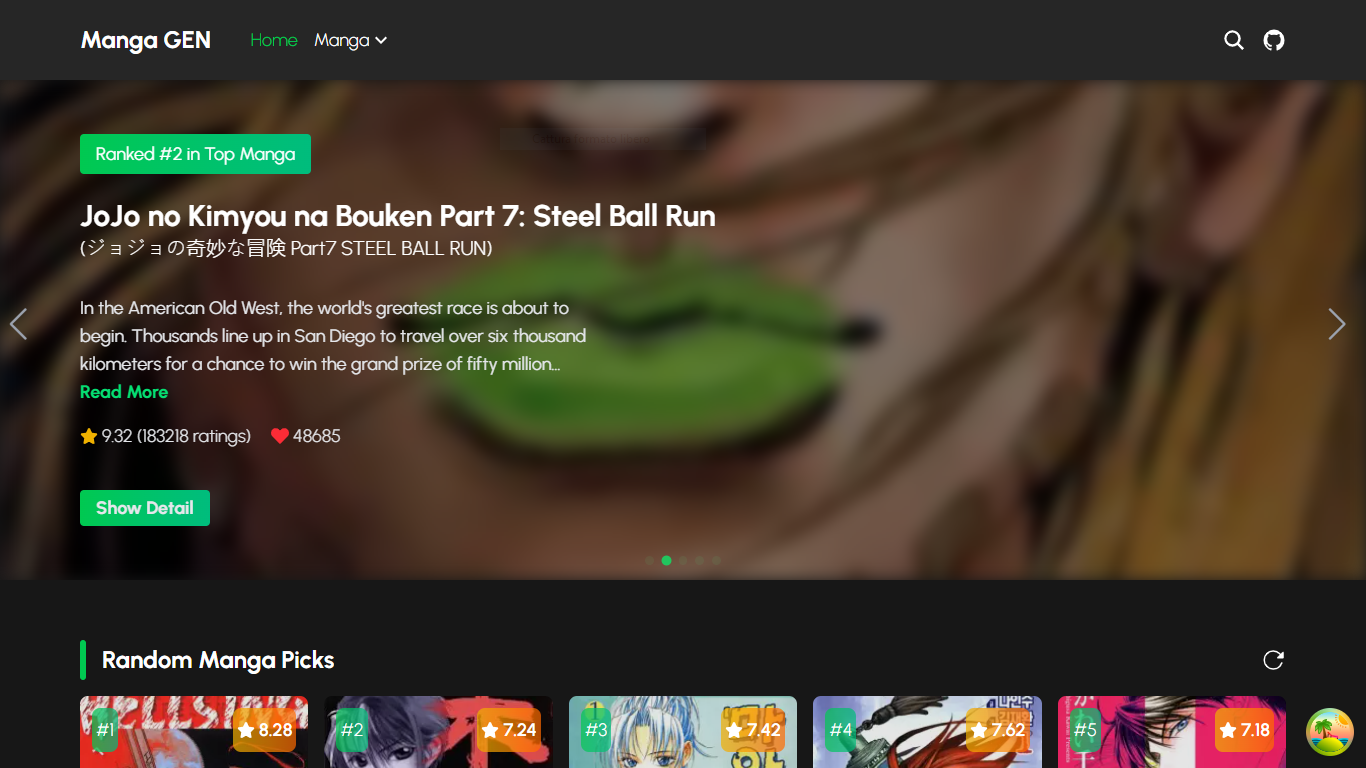 Manga GEN
Home
Manga
Ranked #2 in Top Manga
JoJo no Kimyou na Bouken Part 7: Steel Ball Run
(ジョジョの奇妙な冒険 Part7 STEEL BALL RUN)
In the American Old West, the world's greatest race is about to
begin. Thousands line up in San Diego to travel over six thousand
kilometers for a chance to win the grand prize of fifty million...
Read More
9.32 (183218 ratings)
48685
Show Detail
Random Manga Picks
#1
8.28
#2
7.24
#3
7.42
#4
7.62
#5
7.18